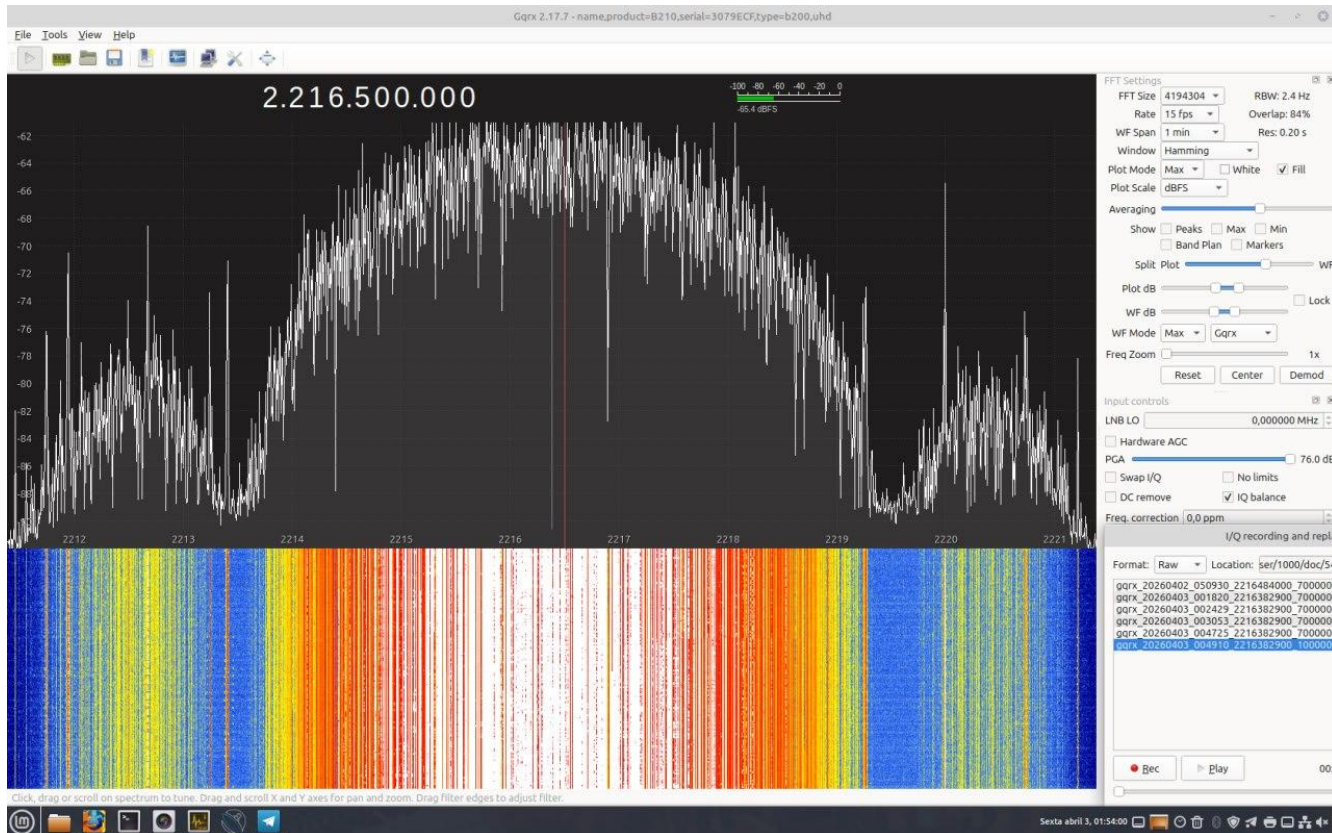 Gqrx 2.17.7 - name,product=B210,serial=3079ECF,type=b200,uhd
File Tools View Help
2.216.500.000
-100 -80 -60 -40 -20 0
-65.4 dBFS
-62
-64
-66
-68
-70
-72
-74
-76
-78
-80
-82
-84
-86
-88
2212 2213 2214 2215 2216 2217 2218 2219 2220 2221
FFT Settings
FFT Size 4194304 RBW: 2.4 Hz
Rate 15 fps Overlap: 84%
WF Span 1 min Res: 0.20 s
Window Hamming
Plot Mode Max White Fill
Plot Scale dBFS
Averaging
Show Peaks Max Min
Band Plan Markers
Split Plot WF
Plot dB
Lock
WF dB
WF Mode Max Gqrx
Freq Zoom 1x
Reset Center Demod
Input controls
LNB LO 0,000000 MHz
Hardware AGC
PGA 76.0 dB
Swap I/Q No limits
DC remove IQ balance
Freq. correction 0,0 ppm
I/Q recording and repl
Format: Raw Location: ser/1000/doc/54
gqrx_20260402_050930_2216484000_700000
gqrx_20260403_001820_2216382900_700000
gqrx_20260403_002429_2216382900_700000
gqrx_20260403_003053_2216382900_700000
gqrx_20260403_004725_2216382900_700000
gqrx_20260403_004910_2216382900_100000
Rec Play 00:
Click, drag or scroll on spectrum to tune. Drag and scroll X and Y axes for pan and zoom. Drag filter edges to adjust filter.
Sexta abril 3, 01:54:00